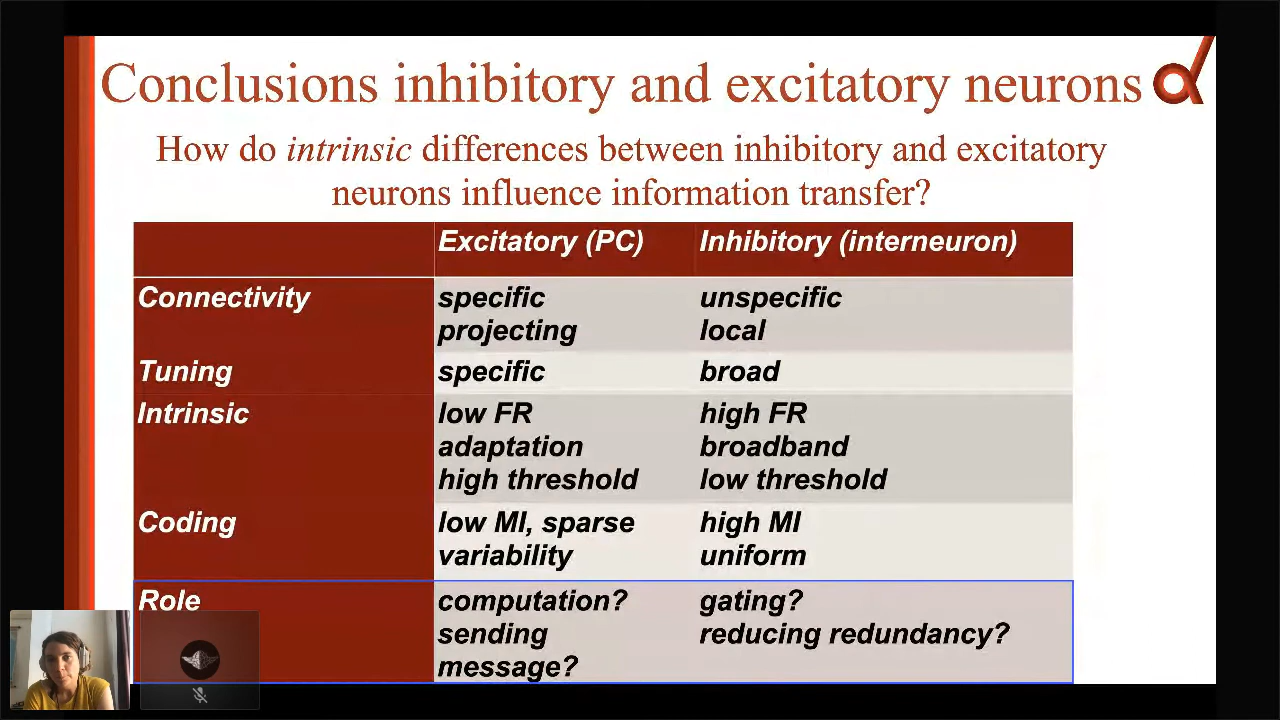 Conclusions inhibitory and excitatory neurons
How do intrinsic differences between inhibitory and excitatory
neurons influence information transfer?
Excitatory (PC) Inhibitory (interneuron)
Connectivity specific unspecific
projecting local
Tuning specific broad
Intrinsic low FR high FR
adaptation broadband
high threshold low threshold
Coding low MI, sparse high MI
variability uniform
Role computation? gating?
sending reducing redundancy?
message?